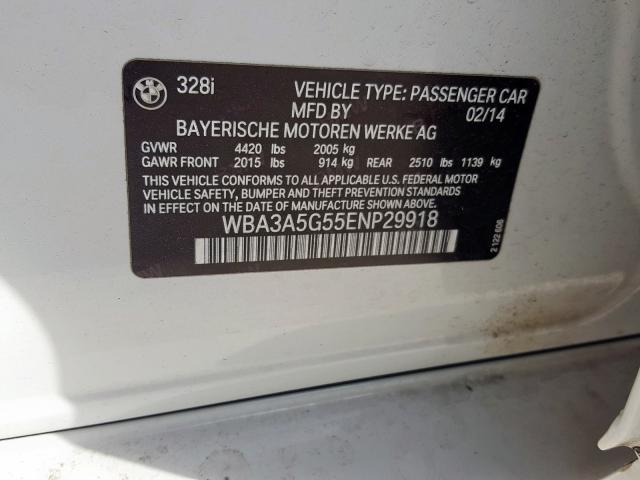 BMW
328i VEHICLE TYPE: PASSENGER CAR
MFD BY 02/14
BAYERISCHE MOTOREN WERKE AG
GVWR 4420 lbs 2005 kg
GAWR FRONT 2015 lbs 914 kg REAR 2510 lbs 1139 kg
THIS VEHICLE CONFORMS TO ALL APPLICABLE U.S. FEDERAL MOTOR
VEHICLE SAFETY, BUMPER AND THEFT PREVENTION STANDARDS
IN EFFECT ON THE DATE OF MANUFACTURE SHOWN ABOVE.
WBA3A5G55ENP29918
2 122 606